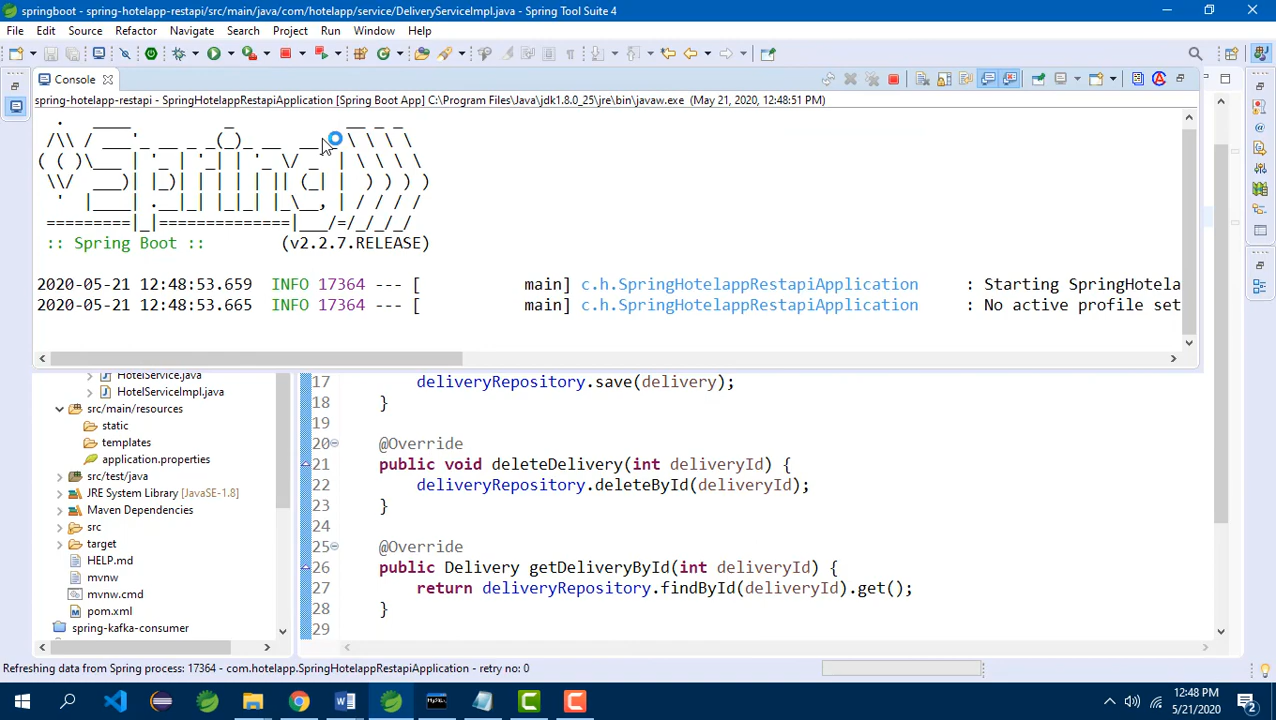 springboot - spring-hotelapp-restapi/src/main/java/com/hotelapp/service/DeliveryServiceImpl.java - Spring Tool Suite 4
File Edit Source Refactor Navigate Search Project Run Window Help
Console
spring-hotelapp-restapi - SpringHotelappRestapiApplication [Spring Boot App] C:\Program Files\Java\jdk1.8.0_25\jre\bin\javaw.exe (May 21, 2020, 12:48:51 PM)
:: Spring Boot :: (v2.2.7.RELEASE)
2020-05-21 12:48:53.659 INFO 17364 --- [ main] c.h.SpringHotelappRestapiApplication : Starting SpringHotela
2020-05-21 12:48:53.665 INFO 17364 --- [ main] c.h.SpringHotelappRestapiApplication : No active profile set
HotelService.java
HotelServiceImpl.java
src/main/resources
static
templates
application.properties
src/test/java
JRE System Library [JavaSE-1.8]
Maven Dependencies
src
target
HELP.md
mvnw
mvnw.cmd
pom.xml
spring-kafka-consumer
17 deliveryRepository.save(delivery);
18 }
19
20 @Override
21 public void deleteDelivery(int deliveryId) {
22 deliveryRepository.deleteById(deliveryId);
23 }
24
25 @Override
26 public Delivery getDeliveryById(int deliveryId) {
27 return deliveryRepository.findById(deliveryId).get();
28 }
29
Refreshing data from Spring process: 17364 - com.hotelapp.SpringHotelappRestapiApplication - retry no: 0
12:48 PM
5/21/2020
2